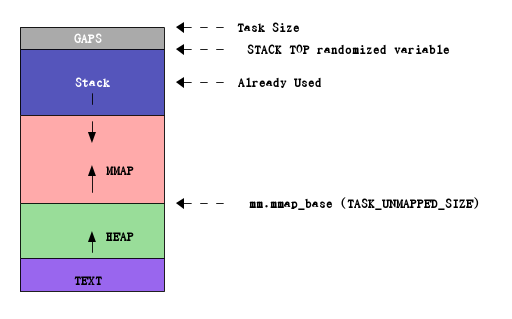 Task Size
GAPS
STACK TOP randomized variable
Stack
Already Used
MMAP
mm.mmap_base (TASK_UNMAPPED_SIZE)
HEAP
TEXT